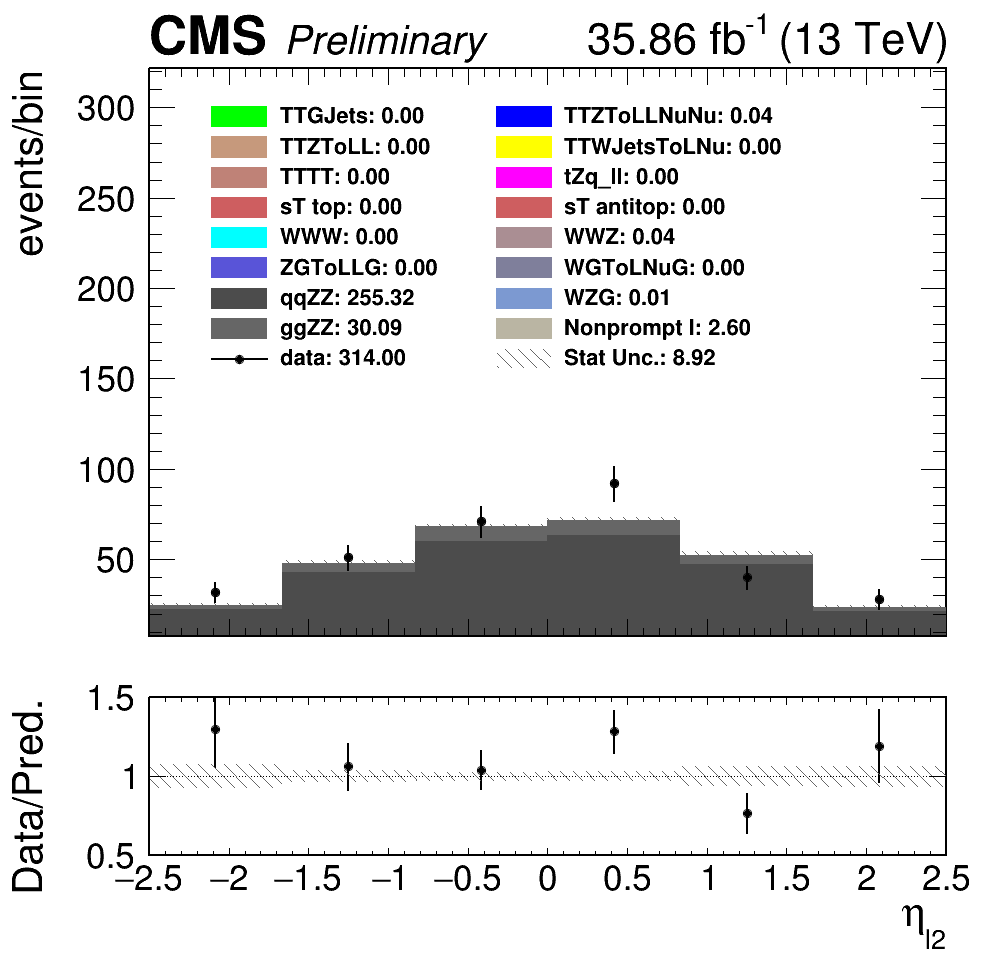 CMS Preliminary 35.86 fb-1 (13 TeV)
events/bin
300
250
200
150
100
50
TTGJets: 0.00
TTZToLL: 0.00
TTTT: 0.00
sT top: 0.00
WWW: 0.00
ZGToLLG: 0.00
qqZZ: 255.32
ggZZ: 30.09
data: 314.00
TTZToLLNuNu: 0.04
TTWJetsToLNu: 0.00
tZq_ll: 0.00
sT antitop: 0.00
WWZ: 0.04
WGToLNuG: 0.00
WZG: 0.01
Nonprompt l: 2.60
Stat Unc.: 8.92
Data/Pred.
1.5
1
0.5
−2.5 −2 −1.5 −1 −0.5 0 0.5 1 1.5 2 2.5
ηl2